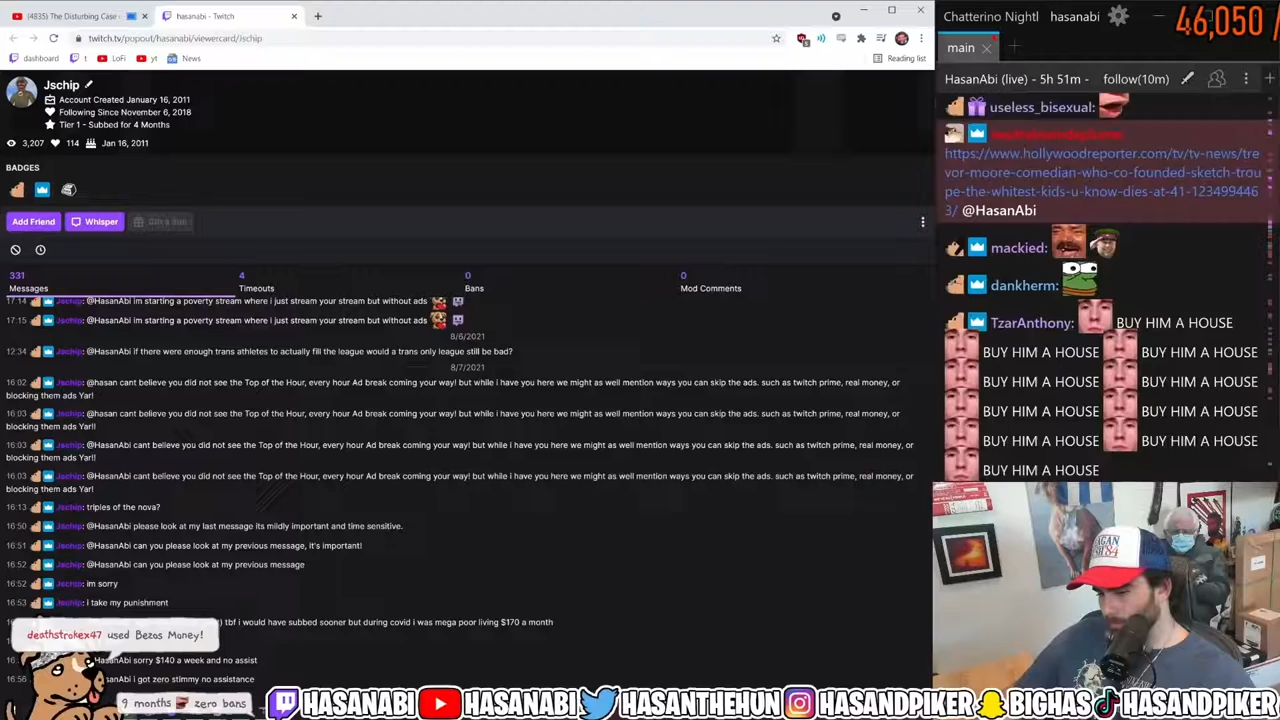 (4835) The Disturbing Case
hasanabi - Twitch
twitch.tv/popout/hasanabi/viewercard/Jschip
dashboard
t
LoFi
yt
News
Reading list
Jschip
Account Created January 16, 2011
Following Since November 6, 2018
Tier 1 - Subbed for 4 Months
3,207
114
Jan 16, 2011
BADGES
Add Friend
Whisper
331
4
0
0
Messages
Timeouts
Bans
Mod Comments
17:14 Jschip: @HasanAbi im starting a poverty stream where i just stream your stream but without ads
17:15 Jschip: @HasanAbi im starting a poverty stream where i just stream your stream but without ads
8/6/2021
12:34 Jschip: @HasanAbi if there were enough trans athletes to actually fill the league would a trans only league still be bad?
8/7/2021
16:02 Jschip: @hasan cant believe you did not see the Top of the Hour, every hour Ad break coming your way! but while i have you here we might as well mention ways you can skip the ads. such as twitch prime, real money, or
blocking them ads Yar!
16:03 Jschip: @hasan cant believe you did not see the Top of the Hour, every hour Ad break coming your way! but while i have you here we might as well mention ways you can skip the ads. such as twitch prime, real money, or
blocking them ads Yar!!
16:03 Jschip: @HasanAbi cant believe you did not see the Top of the Hour, every hour Ad break coming your way! but while i have you here we might as well mention ways you can skip the ads. such as twitch prime, real money, or
blocking them ads Yar!!
16:03 Jschip: @HasanAbi cant believe you did not see the Top of the Hour, every hour Ad break coming your way! but while i have you here we might as well mention ways you can skip the ads. such as twitch prime, real money, or
blocking them ads Yar!
16:13 Jschip: triples of the nova?
16:50 Jschip: @HasanAbi please look at my last message its mildly important and time sensitive.
16:51 Jschip: @HasanAbi can you please look at my previous message, it's important!
16:52 Jschip: @HasanAbi can you please look at my previous message
16:52 Jschip: im sorry
16:53 Jschip: i take my punishment
tbf i would have subbed sooner but during covid i was mega poor living $170 a month
HasanAbi sorry $140 a week and no assist
16:56 HasanAbi i got zero stimmy no assistance
deathstrokex47 used Bezos Money!
9 months zero bans
Chatterino Nightl
hasanabi
46,050 /
main
HasanAbi (live) - 5h 51m -
follow(10m)
useless_bisexual:
https://www.hollywoodreporter.com/tv/tv-news/tre
vor-moore-comedian-who-co-founded-sketch-trou
pe-the-whitest-kids-u-know-dies-at-41-123499446
3/ @HasanAbi
mackied:
dankherm:
TzarAnthony: BUY HIM A HOUSE
BUY HIM A HOUSE BUY HIM A HOUSE
BUY HIM A HOUSE BUY HIM A HOUSE
BUY HIM A HOUSE BUY HIM A HOUSE
BUY HIM A HOUSE BUY HIM A HOUSE
BUY HIM A HOUSE
HASANABI HASANABI HASANTHEHUN HASANDPIKER BIGHAS HASANDPIKER